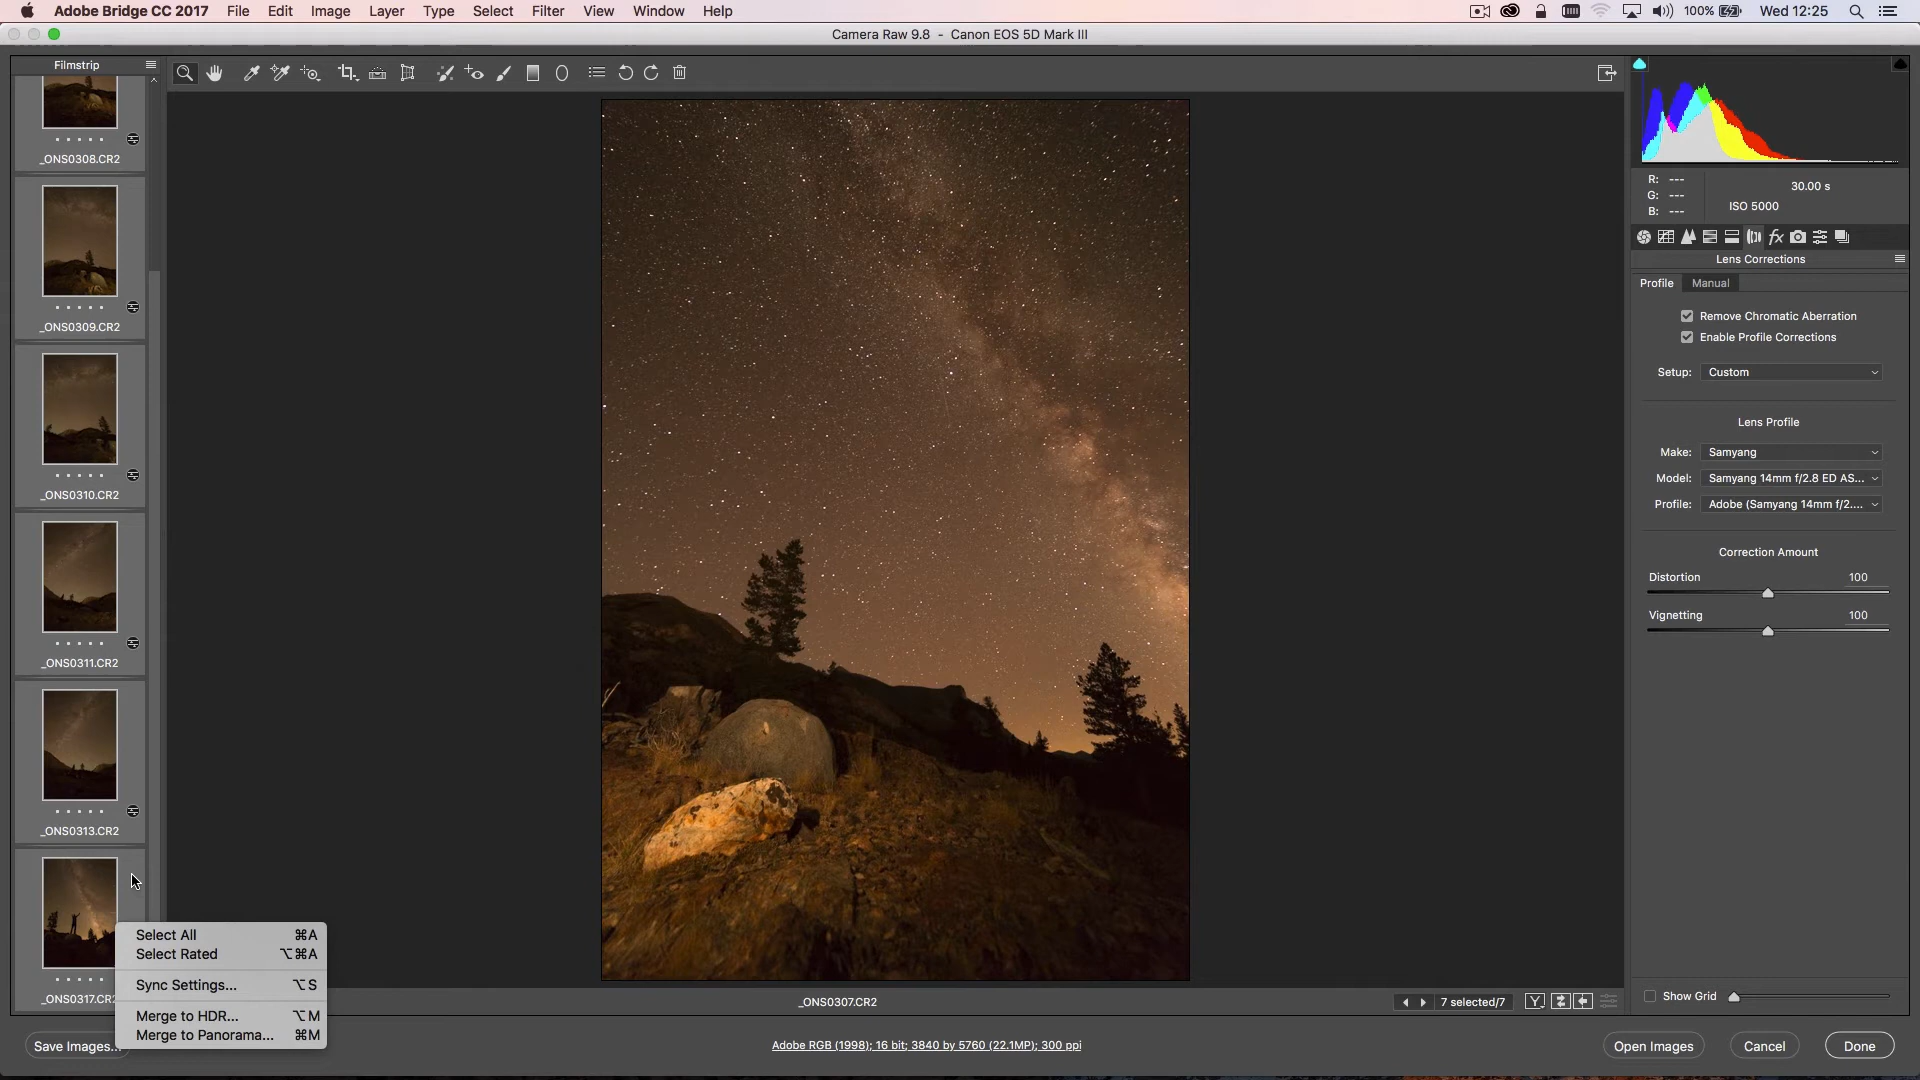 Adobe Bridge CC 2017 File Edit Image Layer Type Select Filter View Window Help 100% Wed 12:25
Camera Raw 9.8 - Canon EOS 5D Mark III
Filmstrip
_ONS0308.CR2
_ONS0309.CR2
_ONS0310.CR2
_ONS0311.CR2
_ONS0313.CR2
_ONS0317.CR2
Select All ⌘A
Select Rated ⌥⌘A
Sync Settings... ⌥S
Merge to HDR... ⌥M
Merge to Panorama... ⌘M
Save Images...
_ONS0307.CR2
7 selected/7
Y
Adobe RGB (1998); 16 bit; 3840 by 5760 (22.1MP); 300 ppi
R: ---
G: ---
B: ---
30.00 s
ISO 5000
fx
Lens Corrections
Profile Manual
Remove Chromatic Aberration
Enable Profile Corrections
Setup: Custom
Lens Profile
Make: Samyang
Model: Samyang 14mm f/2.8 ED AS...
Profile: Adobe (Samyang 14mm f/2....
Correction Amount
Distortion 100
Vignetting 100
Show Grid
Open Images Cancel Done